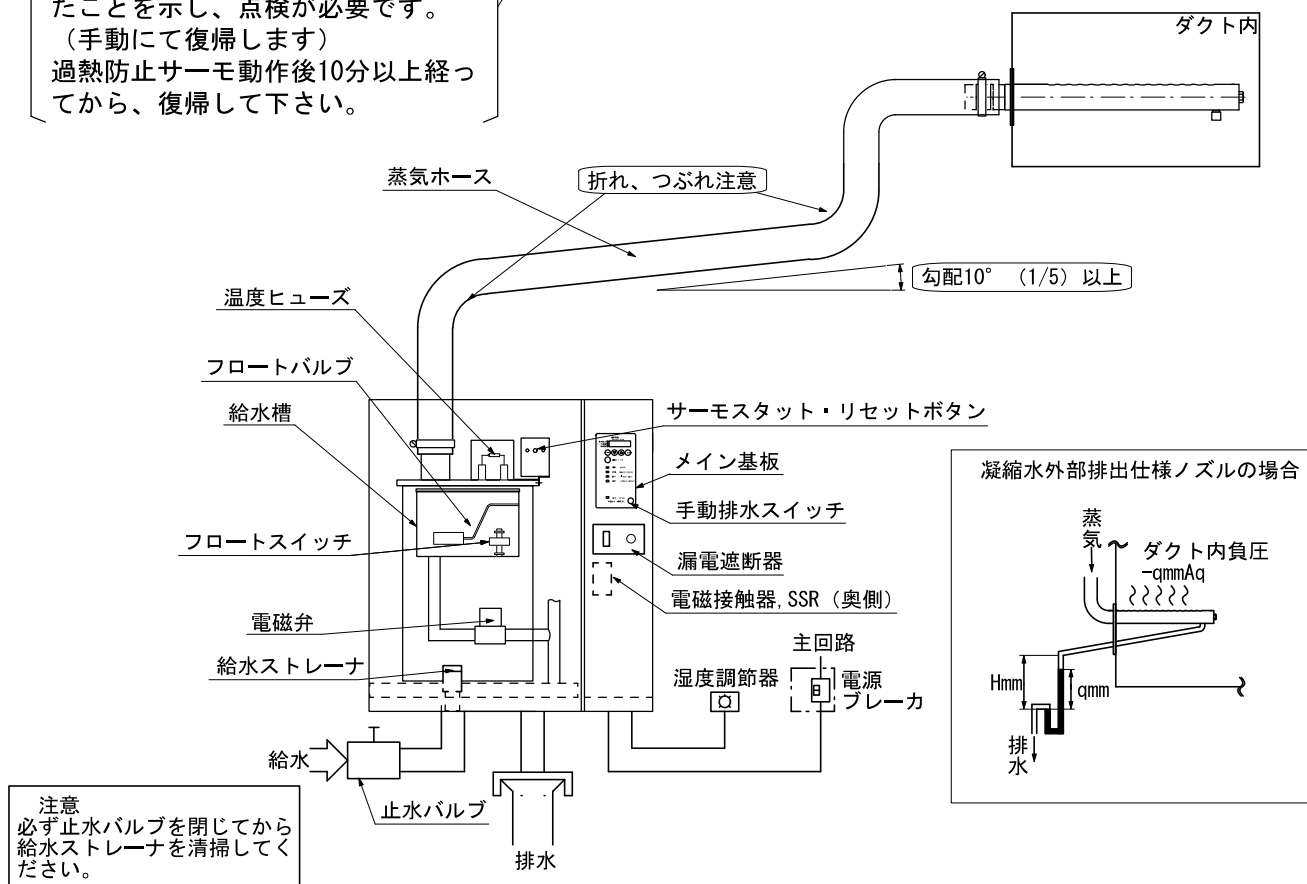 たことを示し、点検が必要です。
（手動にて復帰します）
過熱防止サーモ動作後10分以上経っ
てから、復帰して下さい。
ダクト内
蒸気ホース
折れ、つぶれ注意
勾配10°（1/5）以上
温度ヒューズ
フロートバルブ
給水槽
サーモスタット・リセットボタン
メイン基板
手動排水スイッチ
フロートスイッチ
漏電遮断器
電磁接触器,SSR（奥側）
電磁弁
給水ストレーナ
主回路
湿度調節器
電源
ブレーカ
給水
止水バルブ
排水
注意
必ず止水バルブを閉じてから
給水ストレーナを清掃してく
ださい。
凝縮水外部排出仕様ノズルの場合
蒸気
ダクト内負圧
-qmmAq
Hmm
qmm
排水